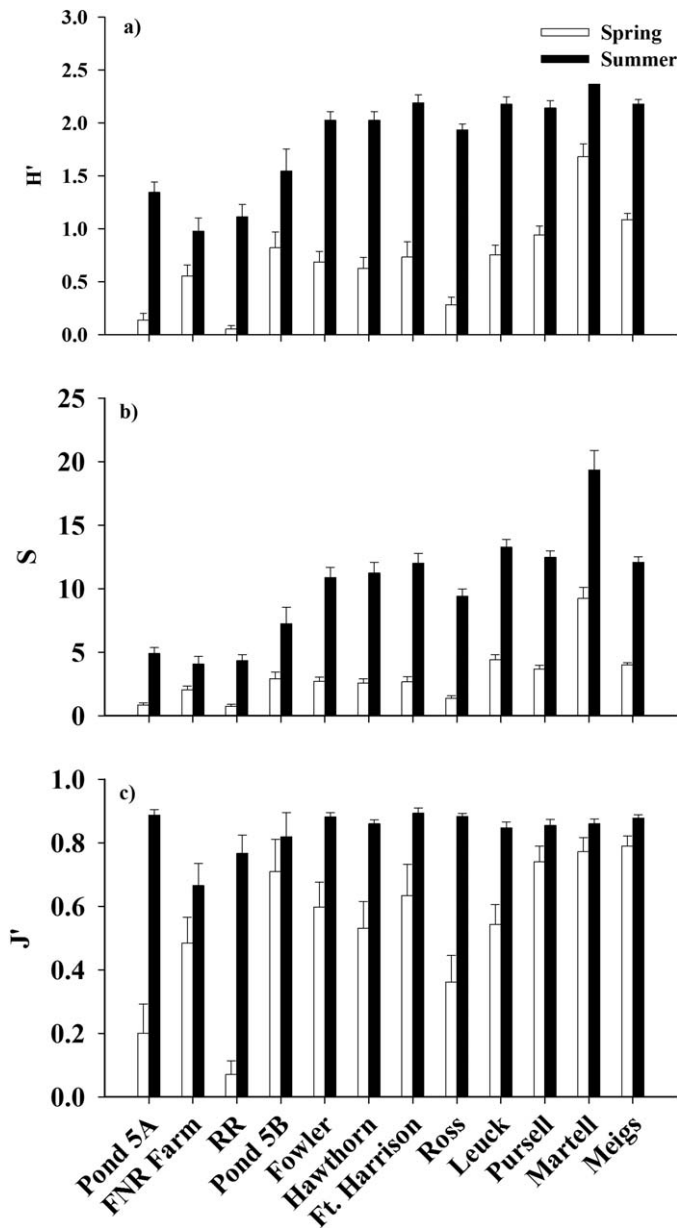 a)
Spring
Summer
3.0
2.5
2.0
1.5
1.0
0.5
0.0
H'
b)
25
20
15
10
5
0
S
c)
1.0
0.8
0.6
0.4
0.2
0.0
J'
Pond 5A
FNR Farm
RR
Pond 5B
Fowler
Hawthorn
Ft. Harrison
Ross
Leuck
Pursell
Martell
Meigs